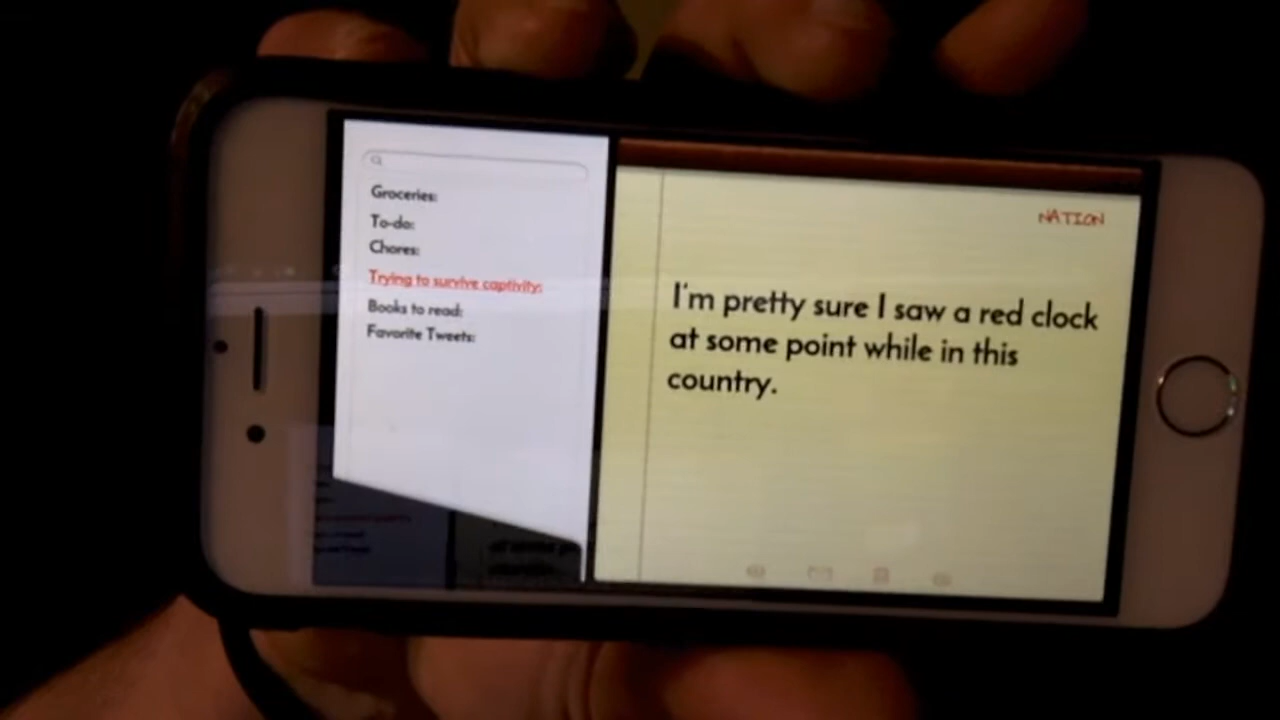 Groceries:
To-do:
Chores:
Trying to survive captivity:
Books to read:
Favorite Tweets:
NATION
I'm pretty sure I saw a red clock
at some point while in this
country.